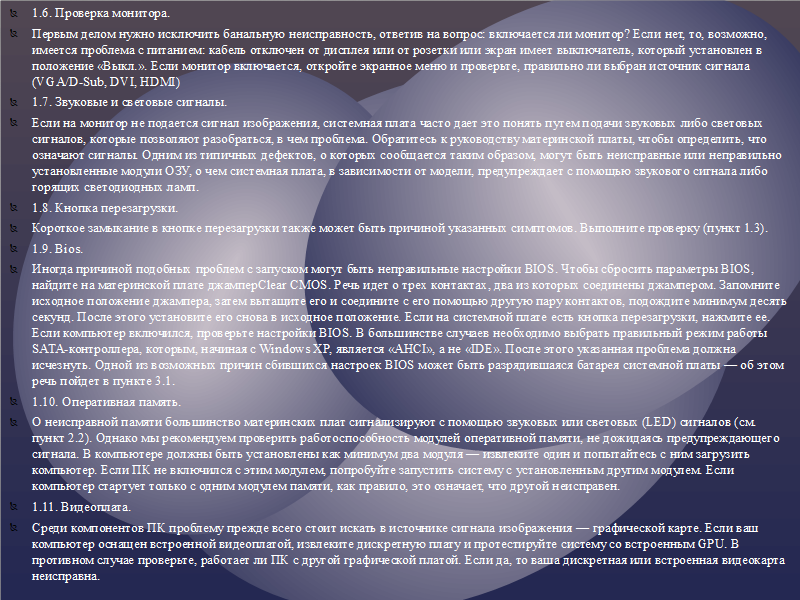 1.6. Проверка монитора.
Первым делом нужно исключить банальную неисправность, ответив на вопрос: включается ли монитор? Если нет, то, возможно,
имеется проблема с питанием: кабель отключен от дисплея или от розетки или экран имеет выключатель, который установлен в
положение «Выкл.». Если монитор включается, откройте экранное меню и проверьте, правильно ли выбран источник сигнала
(VGA/D-Sub, DVI, HDMI)
1.7. Звуковые и световые сигналы.
Если на монитор не подается сигнал изображения, системная плата часто дает это понять путем подачи звуковых либо световых
сигналов, которые позволяют разобраться, в чем проблема. Обратитесь к руководству материнской платы, чтобы определить, что
означают сигналы. Одним из типичных дефектов, о которых сообщается таким образом, могут быть неисправные или неправильно
установленные модули ОЗУ, о чем системная плата, в зависимости от модели, предупреждает с помощью звукового сигнала либо
горящих светодиодных ламп.
1.8. Кнопка перезагрузки.
Короткое замыкание в кнопке перезагрузки также может быть причиной указанных симптомов. Выполните проверку (пункт 1.3).
1.9. Bios.
Иногда причиной подобных проблем с запуском могут быть неправильные настройки BIOS. Чтобы сбросить параметры BIOS,
найдите на материнской плате джамперClear CMOS. Речь идет о трех контактах, два из которых соединены джампером. Запомните
исходное положение джампера, затем вытащите его и соедините с его помощью другую пару контактов, подождите минимум десять
секунд. После этого установите его снова в исходное положение. Если на системной плате есть кнопка перезагрузки, нажмите ее.
Если компьютер включился, проверьте настройки BIOS. В большинстве случаев необходимо выбрать правильный режим работы
SATA-контроллера, которым, начиная с Windows XP, является «AHCI», а не «IDE». После этого указанная проблема должна
исчезнуть. Одной из возможных причин сбившихся настроек BIOS может быть разрядившаяся батарея системной платы — об этом
речь пойдет в пункте 3.1.
1.10. Оперативная память.
О неисправной памяти большинство материнских плат сигнализируют с помощью звуковых или световых (LED) сигналов (см.
пункт 2.2). Однако мы рекомендуем проверить работоспособность модулей оперативной памяти, не дожидаясь предупреждающего
сигнала. В компьютере должны быть установлены как минимум два модуля — извлеките один и попытайтесь с ним загрузить
компьютер. Если ПК не включился с этим модулем, попробуйте запустить систему с установленным другим модулем. Если
компьютер стартует только с одним модулем памяти, как правило, это означает, что другой неисправен.
1.11. Видеоплата.
Среди компонентов ПК проблему прежде всего стоит искать в источнике сигнала изображения — графической карте. Если ваш
компьютер оснащен встроенной видеоплатой, извлеките дискретную плату и протестируйте систему со встроенным GPU. В
противном случае проверьте, работает ли ПК с другой графической платой. Если да, то ваша дискретная или встроенная видеокарта
неисправна.